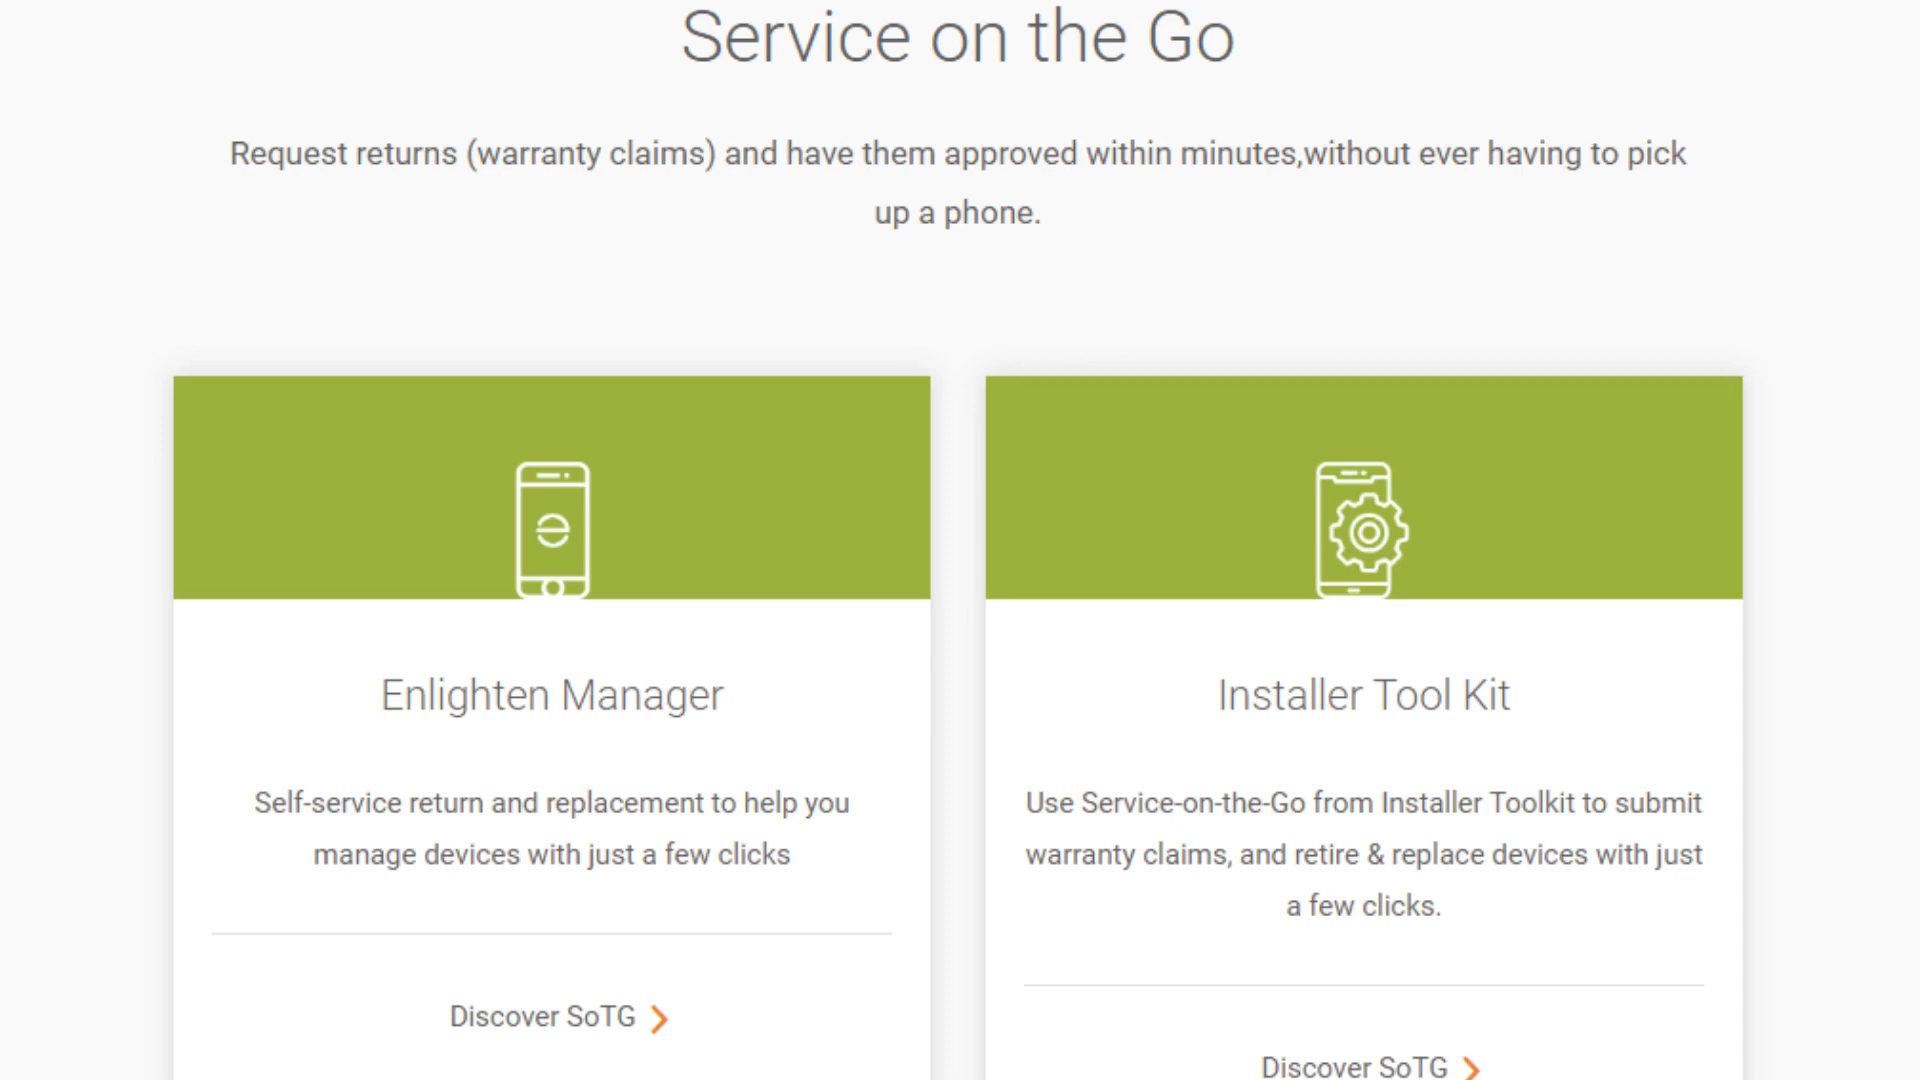 Service on the Go
Request returns (warranty claims) and have them approved within minutes,without ever having to pick
up a phone.
Enlighten Manager
Self-service return and replacement to help you
manage devices with just a few clicks
Discover SoTG
Installer Tool Kit
Use Service-on-the-Go from Installer Toolkit to submit
warranty claims, and retire & replace devices with just
a few clicks.
Discover SoTG